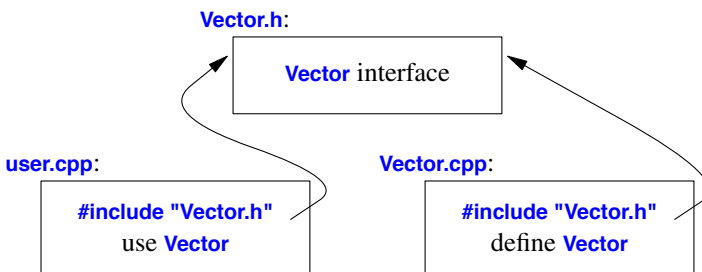 Vector.h:
Vector interface
user.cpp:
Vector.cpp:
#include "Vector.h"
use Vector
#include "Vector.h"
define Vector